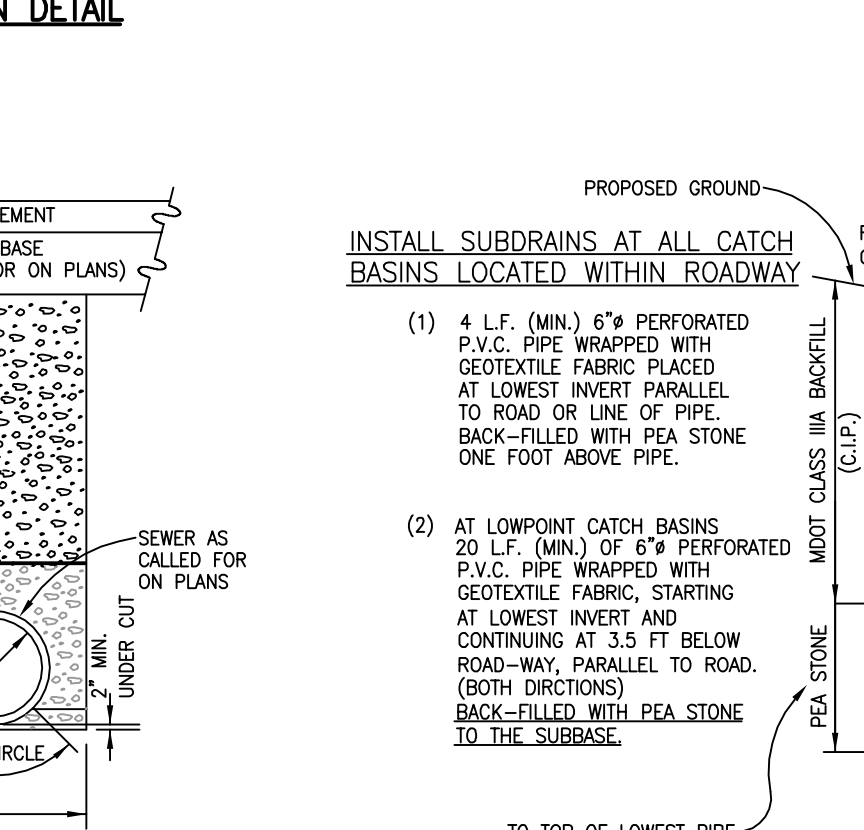 DETAIL
PROPOSED GROUND
INSTALL SUBDRAINS AT ALL CATCH
BASINS LOCATED WITHIN ROADWAY
BASE
OR ON PLANS)
(1) 4 L.F. (MIN.) 6"ø PERFORATED
P.V.C. PIPE WRAPPED WITH
GEOTEXTILE FABRIC PLACED
AT LOWEST INVERT PARALLEL
TO ROAD OR LINE OF PIPE.
BACK-FILLED WITH PEA STONE
ONE FOOT ABOVE PIPE.
MDOT CLASS IIIA BACKFILL
(C.I.P.)
(2) AT LOWPOINT CATCH BASINS
20 L.F. (MIN.) OF 6"ø PERFORATED
P.V.C. PIPE WRAPPED WITH
GEOTEXTILE FABRIC, STARTING
AT LOWEST INVERT AND
CONTINUING AT 3.5 FT BELOW
ROAD-WAY, PARALLEL TO ROAD.
(BOTH DIRCTIONS)
BACK-FILLED WITH PEA STONE
TO THE SUBBASE.
SEWER AS
CALLED FOR
ON PLANS
2" MIN.
UNDER CUT
PEA STONE
TO TOP OF LOWEST PIPE